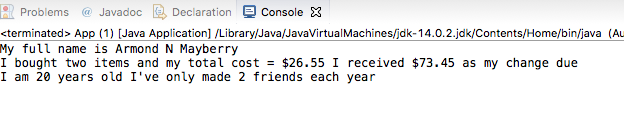 Problems @ Javadoc Declaration Console
<terminated> App (1) [Java Application] /Library/Java/JavaVirtualMachines/jdk-14.0.2.jdk/Contents/Home/bin/java (Au
My full name is Armond N Mayberry
I bought two items and my total cost = $26.55 I received $73.45 as my change due
I am 20 years old I've only made 2 friends each year